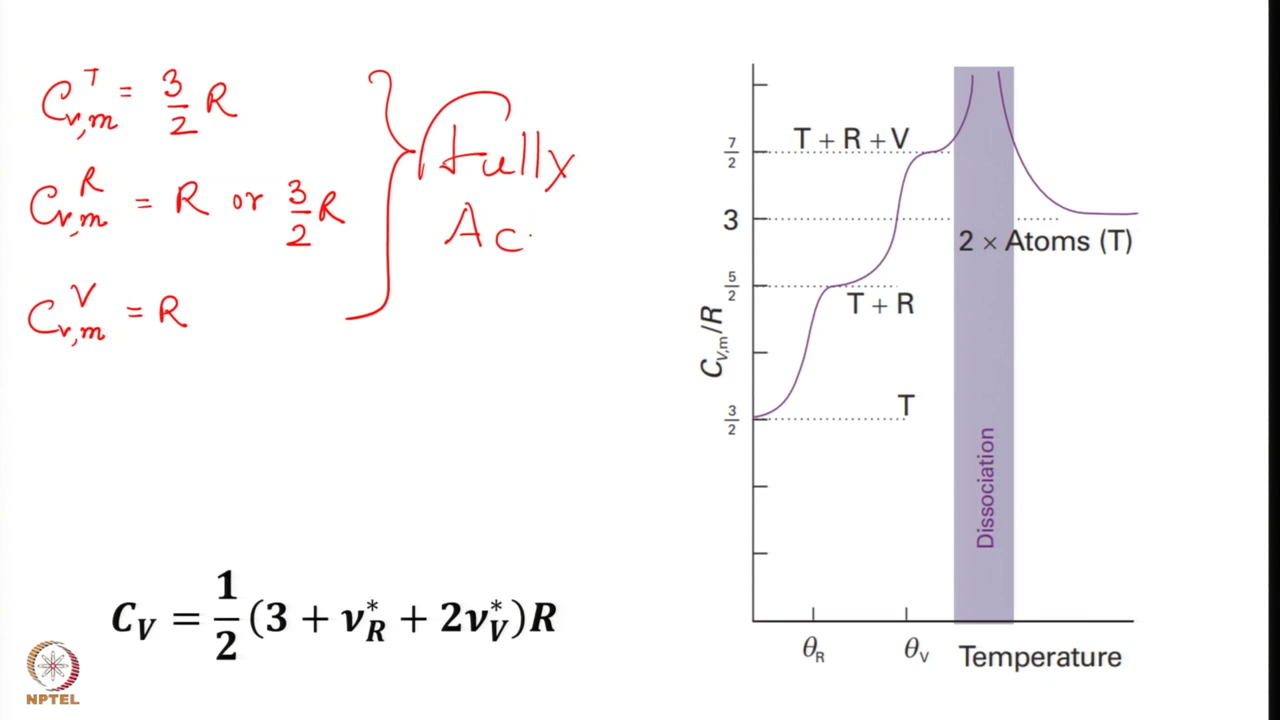 C_{v,m}^{T} = 3/2 R
C_{v,m}^{R} = R or 3/2 R
C_{v,m}^{V} = R
fully
Ac
C_V = 1/2 (3 + ν_R^* + 2ν_V^*)R
NPTEL
C_{V,m}/R
7/2
3
5/2
3/2
T + R + V
2 × Atoms (T)
T + R
T
Dissociation
θ_R
θ_V
Temperature